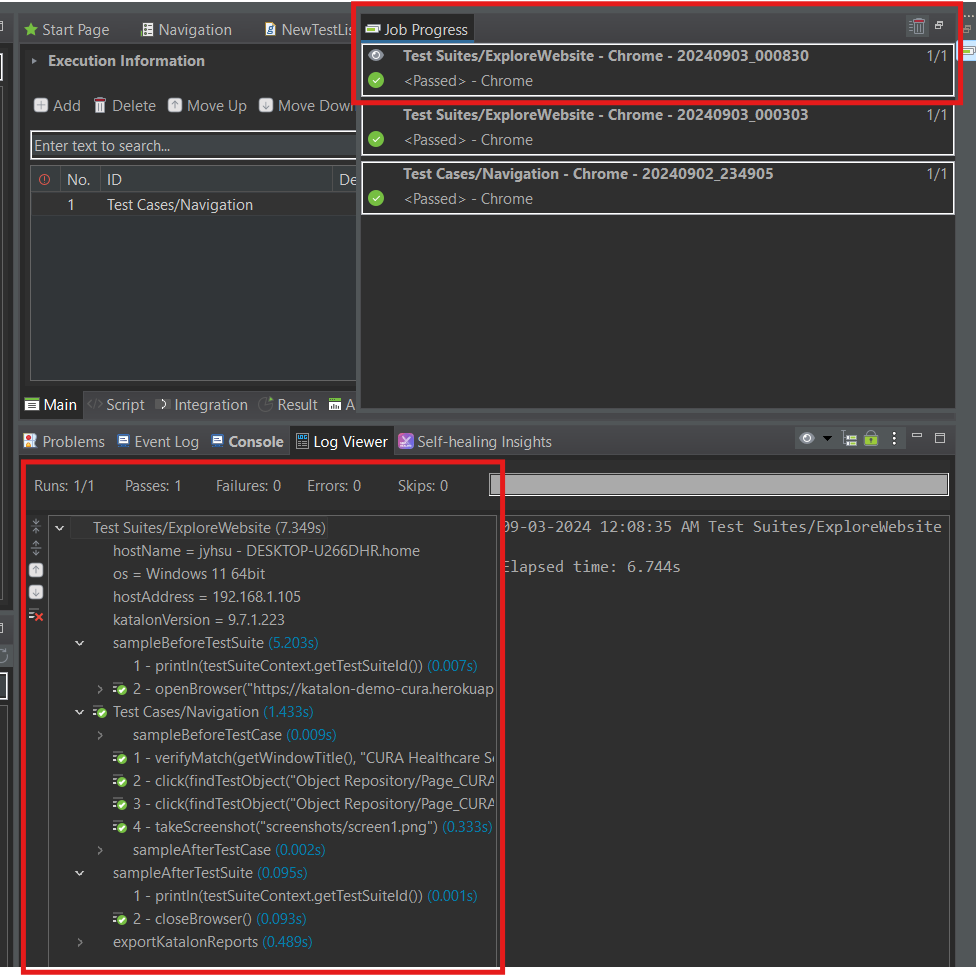 Start Page Navigation NewTestLis
Job Progress
Execution Information
Add Delete Move Up Move Down
Enter text to search...
No. ID De
1 Test Cases/Navigation
Test Suites/ExploreWebsite - Chrome - 20240903_000830 1/1
<Passed> - Chrome
Test Suites/ExploreWebsite - Chrome - 20240903_000303 1/1
<Passed> - Chrome
Test Cases/Navigation - Chrome - 20240902_234905 1/1
<Passed> - Chrome
Main Script Integration Result A
Problems Event Log Console Log Viewer Self-healing Insights
Runs: 1/1 Passes: 1 Failures: 0 Errors: 0 Skips: 0
Test Suites/ExploreWebsite (7.349s)
hostName = jyhsu - DESKTOP-U266DHR.home
os = Windows 11 64bit
hostAddress = 192.168.1.105
katalonVersion = 9.7.1.223
sampleBeforeTestSuite (5.203s)
1 - println(testSuiteContext.getTestSuiteId()) (0.007s)
2 - openBrowser("https://katalon-demo-cura.herokuap
Test Cases/Navigation (1.433s)
sampleBeforeTestCase (0.009s)
1 - verifyMatch(getWindowTitle(), "CURA Healthcare Se
2 - click(findTestObject("Object Repository/Page_CURA
3 - click(findTestObject("Object Repository/Page_CURA
4 - takeScreenshot("screenshots/screen1.png") (0.333s)
sampleAfterTestCase (0.002s)
sampleAfterTestSuite (0.095s)
1 - println(testSuiteContext.getTestSuiteId()) (0.001s)
2 - closeBrowser() (0.093s)
exportKatalonReports (0.489s)
09-03-2024 12:08:35 AM Test Suites/ExploreWebsite
Elapsed time: 6.744s